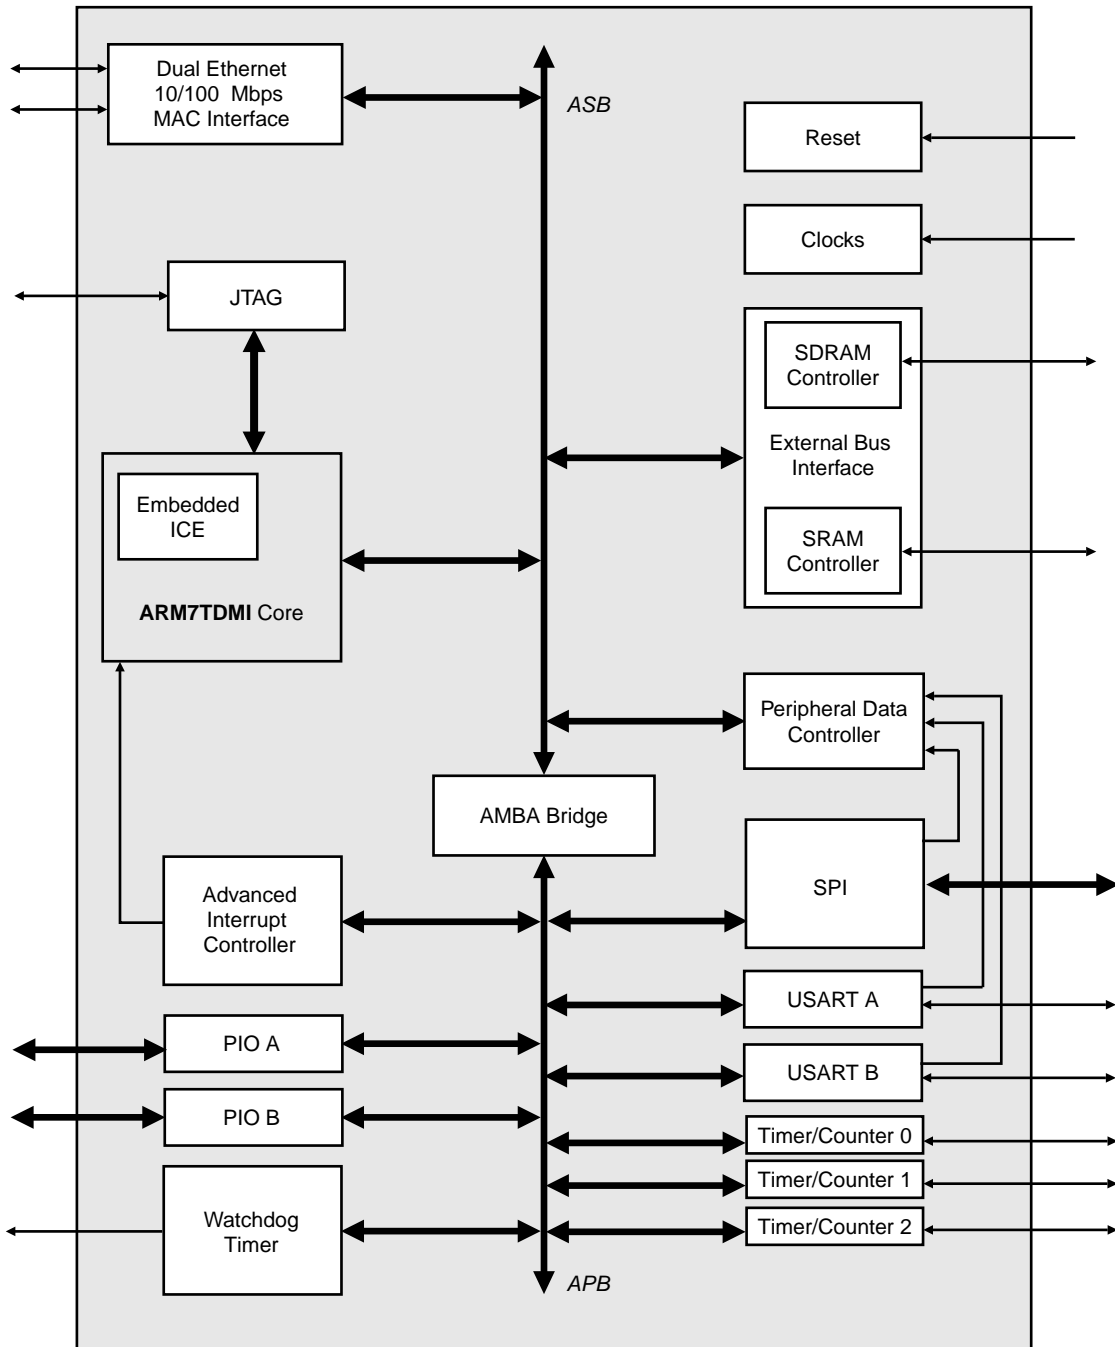 Dual Ethernet
10/100 Mbps
MAC Interface
ASB
Reset
Clocks
JTAG
SDRAM
Controller
External Bus
Interface
SRAM
Controller
Embedded
ICE
ARM7TDMI Core
Peripheral Data
Controller
AMBA Bridge
SPI
Advanced
Interrupt
Controller
USART A
PIO A
USART B
PIO B
Timer/Counter 0
Timer/Counter 1
Watchdog
Timer
Timer/Counter 2
APB